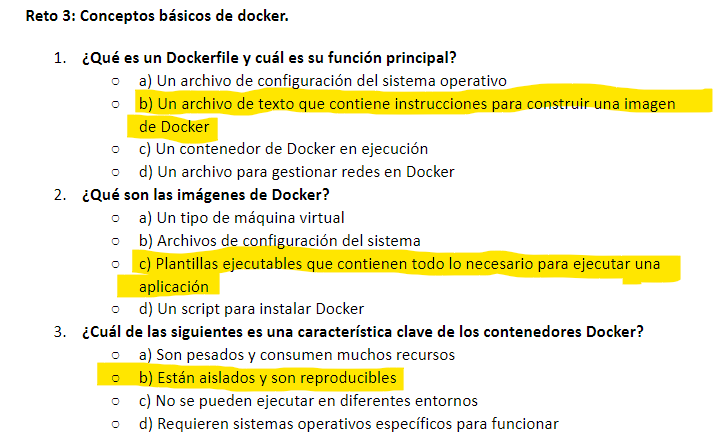 Reto 3: Conceptos básicos de docker.
1. ¿Qué es un Dockerfile y cuál es su función principal?
○ a) Un archivo de configuración del sistema operativo
○ b) Un archivo de texto que contiene instrucciones para construir una imagen
de Docker
○ c) Un contenedor de Docker en ejecución
○ d) Un archivo para gestionar redes en Docker
2. ¿Qué son las imágenes de Docker?
○ a) Un tipo de máquina virtual
○ b) Archivos de configuración del sistema
○ c) Plantillas ejecutables que contienen todo lo necesario para ejecutar una
aplicación
○ d) Un script para instalar Docker
3. ¿Cuál de las siguientes es una característica clave de los contenedores Docker?
○ a) Son pesados y consumen muchos recursos
○ b) Están aislados y son reproducibles
○ c) No se pueden ejecutar en diferentes entornos
○ d) Requieren sistemas operativos específicos para funcionar